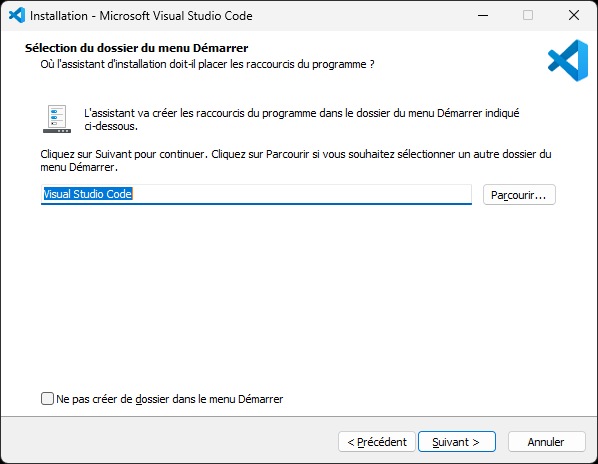 Installation - Microsoft Visual Studio Code
Sélection du dossier du menu Démarrer
Où l'assistant d'installation doit-il placer les raccourcis du programme ?
L'assistant va créer les raccourcis du programme dans le dossier du menu Démarrer indiqué
ci-dessous.
Cliquez sur Suivant pour continuer. Cliquez sur Parcourir si vous souhaitez sélectionner un autre dossier du
menu Démarrer.
Visual Studio Code
Parcourir...
Ne pas créer de dossier dans le menu Démarrer
< Précédent
Suivant >
Annuler